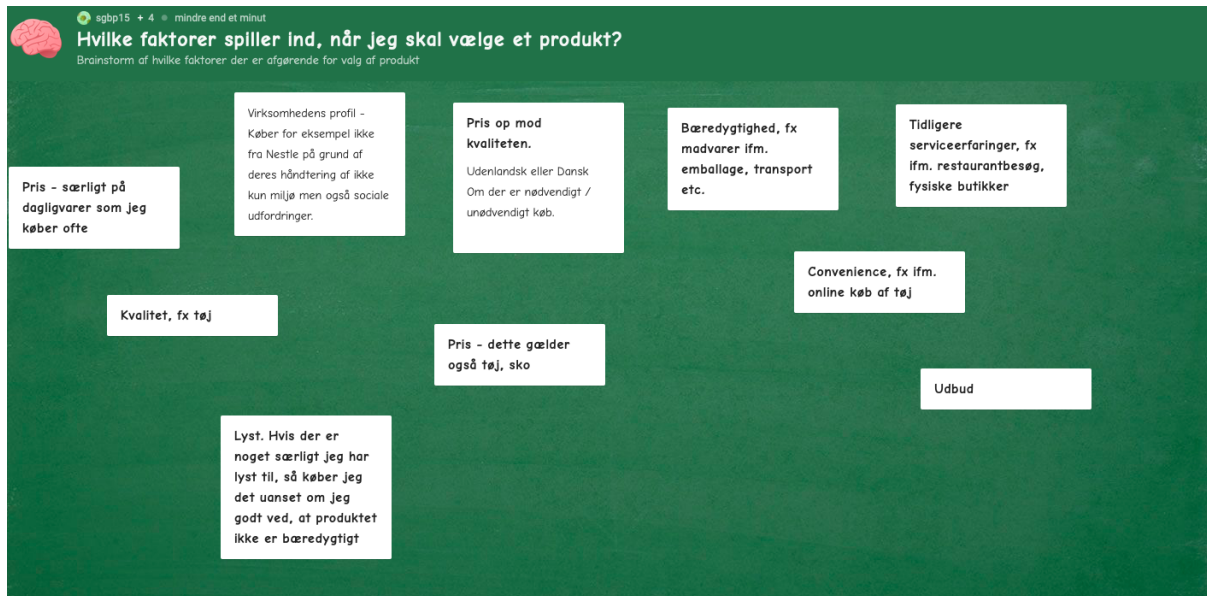 sgbp15 + 4 • mindre end et minut
Hvilke faktorer spiller ind, når jeg skal vælge et produkt?
Brainstorm af hvilke faktorer der er afgørende for valg af produkt
Pris - særligt på
dagligvarer som jeg
køber ofte
Virksomhedens profil -
Køber for eksempel ikke
fra Nestle på grund af
deres håndtering af ikke
kun miljø men også sociale
udfordringer.
Pris op mod
kvaliteten.
Udenlandsk eller Dansk
Om der er nødvendigt /
unødvendigt køb.
Bæredygtighed, fx
madvarer ifm.
emballage, transport
etc.
Tidligere
serviceerfaringer, fx
ifm. restaurantbesøg,
fysiske butikker
Convenience, fx ifm.
online køb af tøj
Kvalitet, fx tøj
Pris - dette gælder
også tøj, sko
Udbud
Lyst. Hvis der er
noget særligt jeg har
lyst til, så køber jeg
det uanset om jeg
godt ved, at produktet
ikke er bæredygtigt